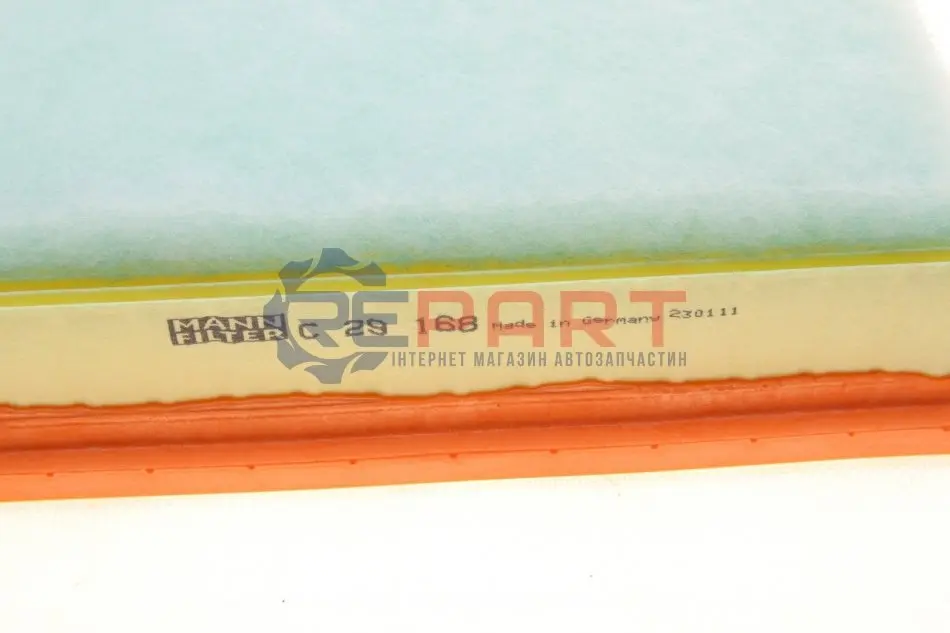 MANN FILTER C 29 168 Made in Germany 230111
REPART
ІНТЕРНЕТ МАГАЗИН АВТОЗАПЧАСТИН